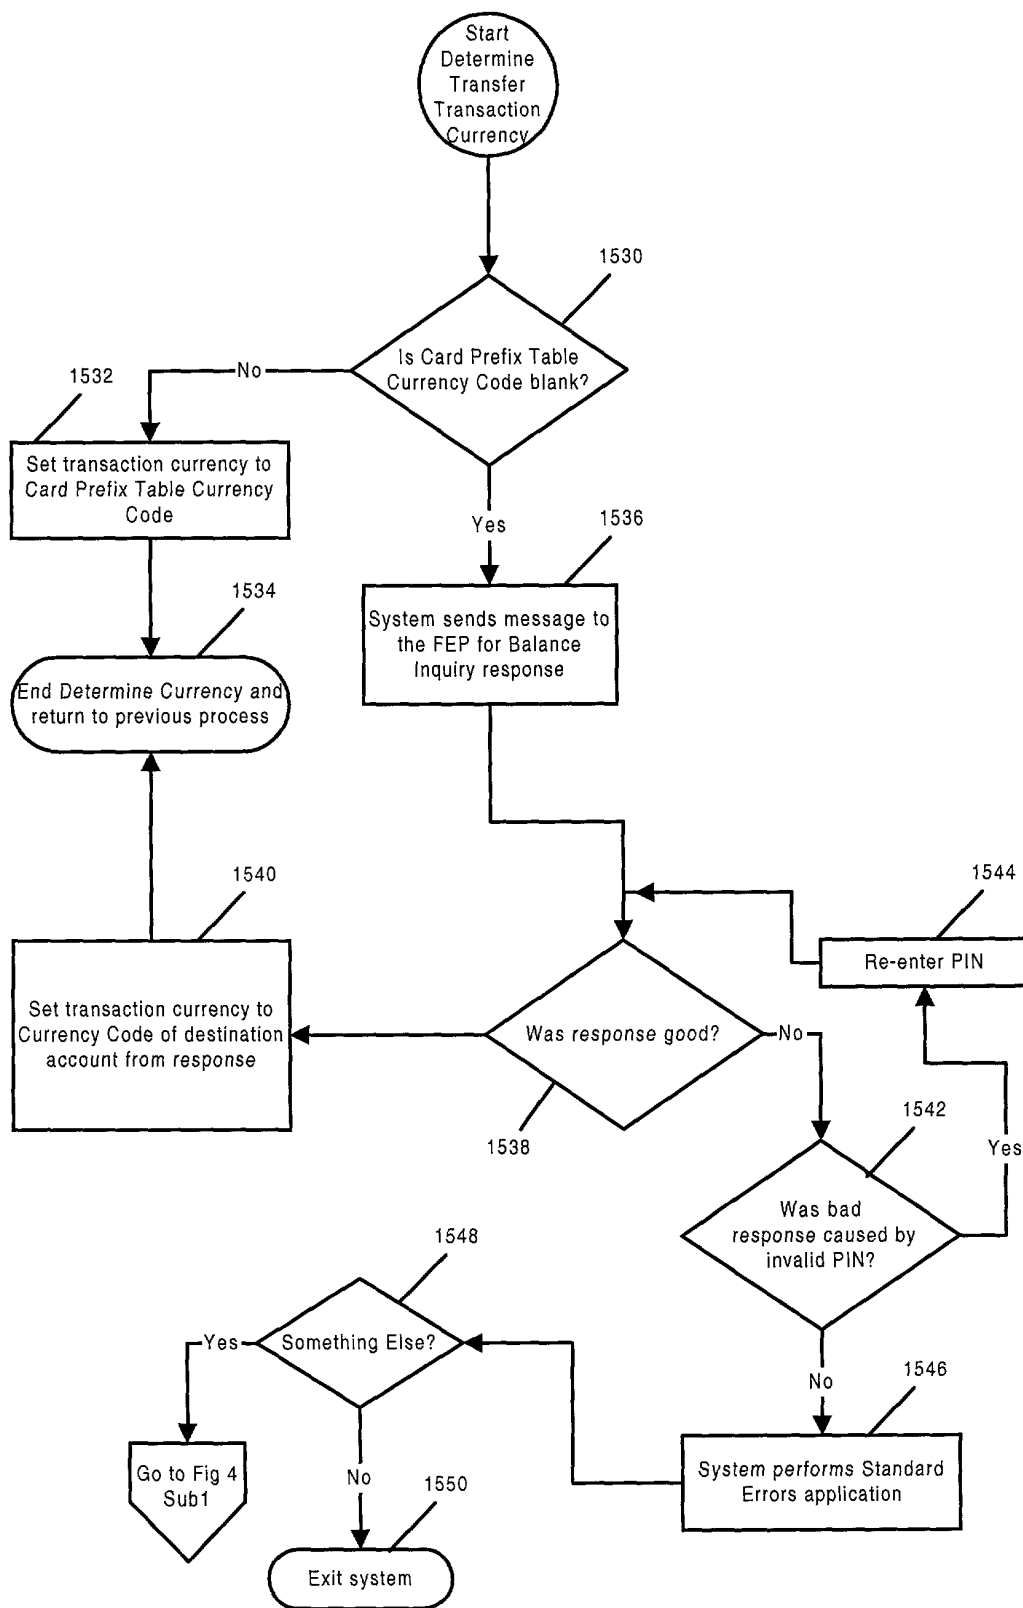 Start
Determine
Transfer
Transaction
Currency
1530
Is Card Prefix Table
Currency Code blank?
No
1532
Set transaction currency to
Card Prefix Table Currency
Code
Yes
1536
System sends message to
the FEP for Balance
Inquiry response
1534
End Determine Currency and
return to previous process
1540
Set transaction currency to
Currency Code of destination
account from response
1544
Re-enter PIN
Was response good?
No
1538
1542
Yes
Was bad
response caused by
invalid PIN?
1548
Something Else?
Yes
No
1546
System performs Standard
Errors application
Go to Fig 4
Sub1
No
1550
Exit system